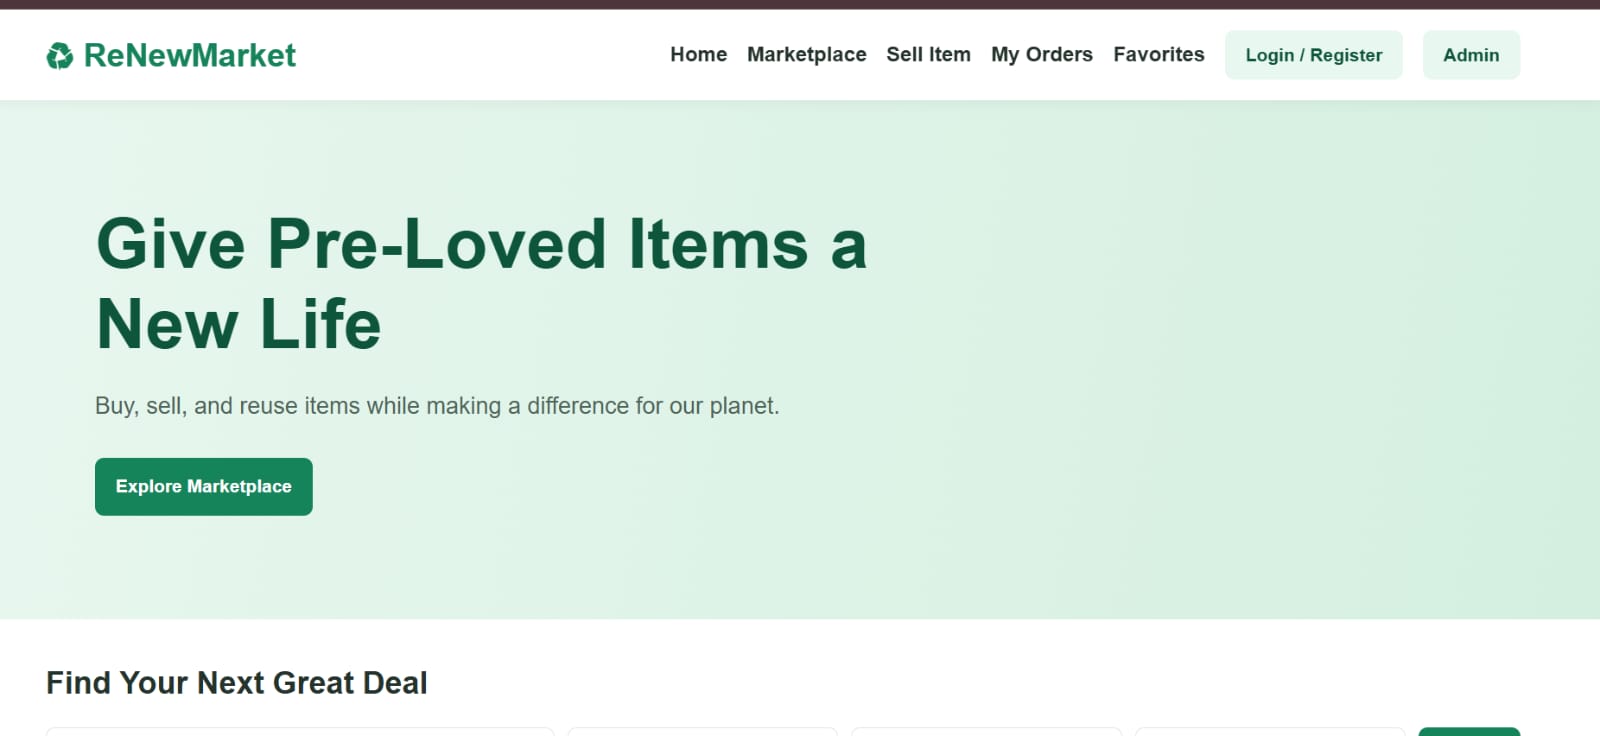 ReNewMarket
Home Marketplace Sell Item My Orders Favorites Login / Register Admin
Give Pre-Loved Items a
New Life
Buy, sell, and reuse items while making a difference for our planet.
Explore Marketplace
Find Your Next Great Deal